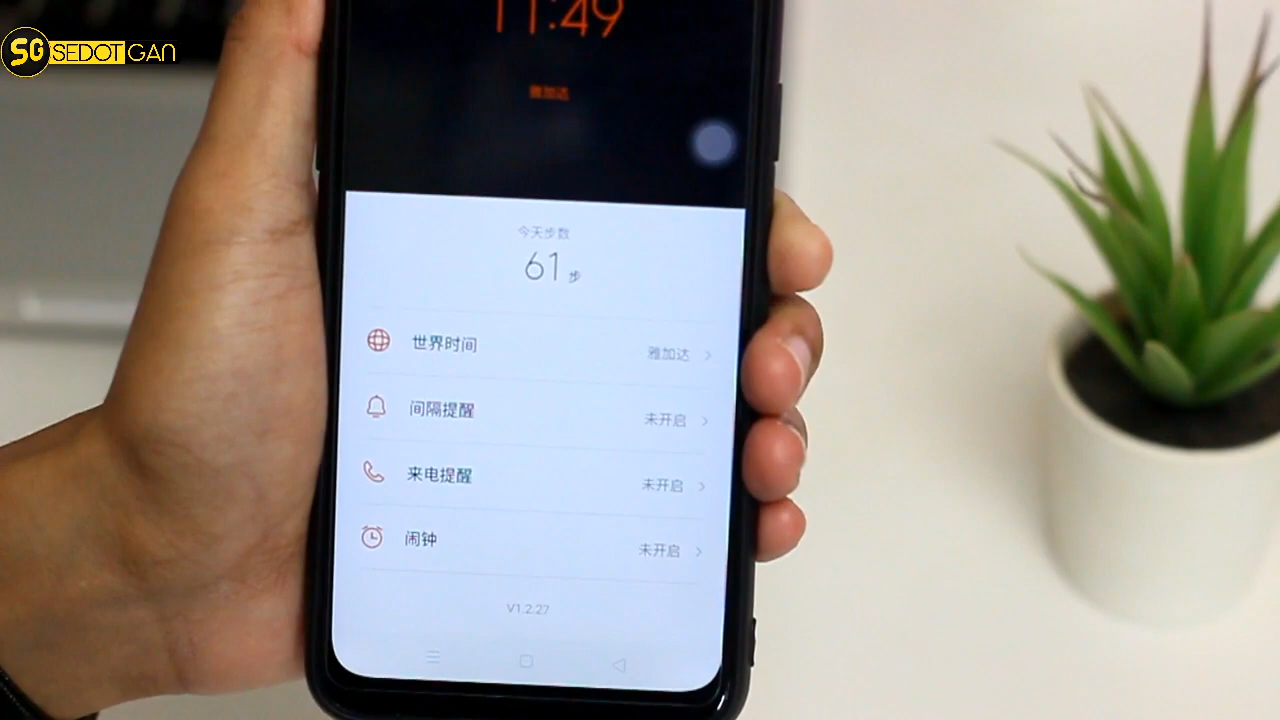 SG SEDOT GAN
11:49
雅加达
今天步数
61 步
世界时间 雅加达
间隔提醒 未开启
来电提醒 未开启
闹钟 未开启
V1.2.27